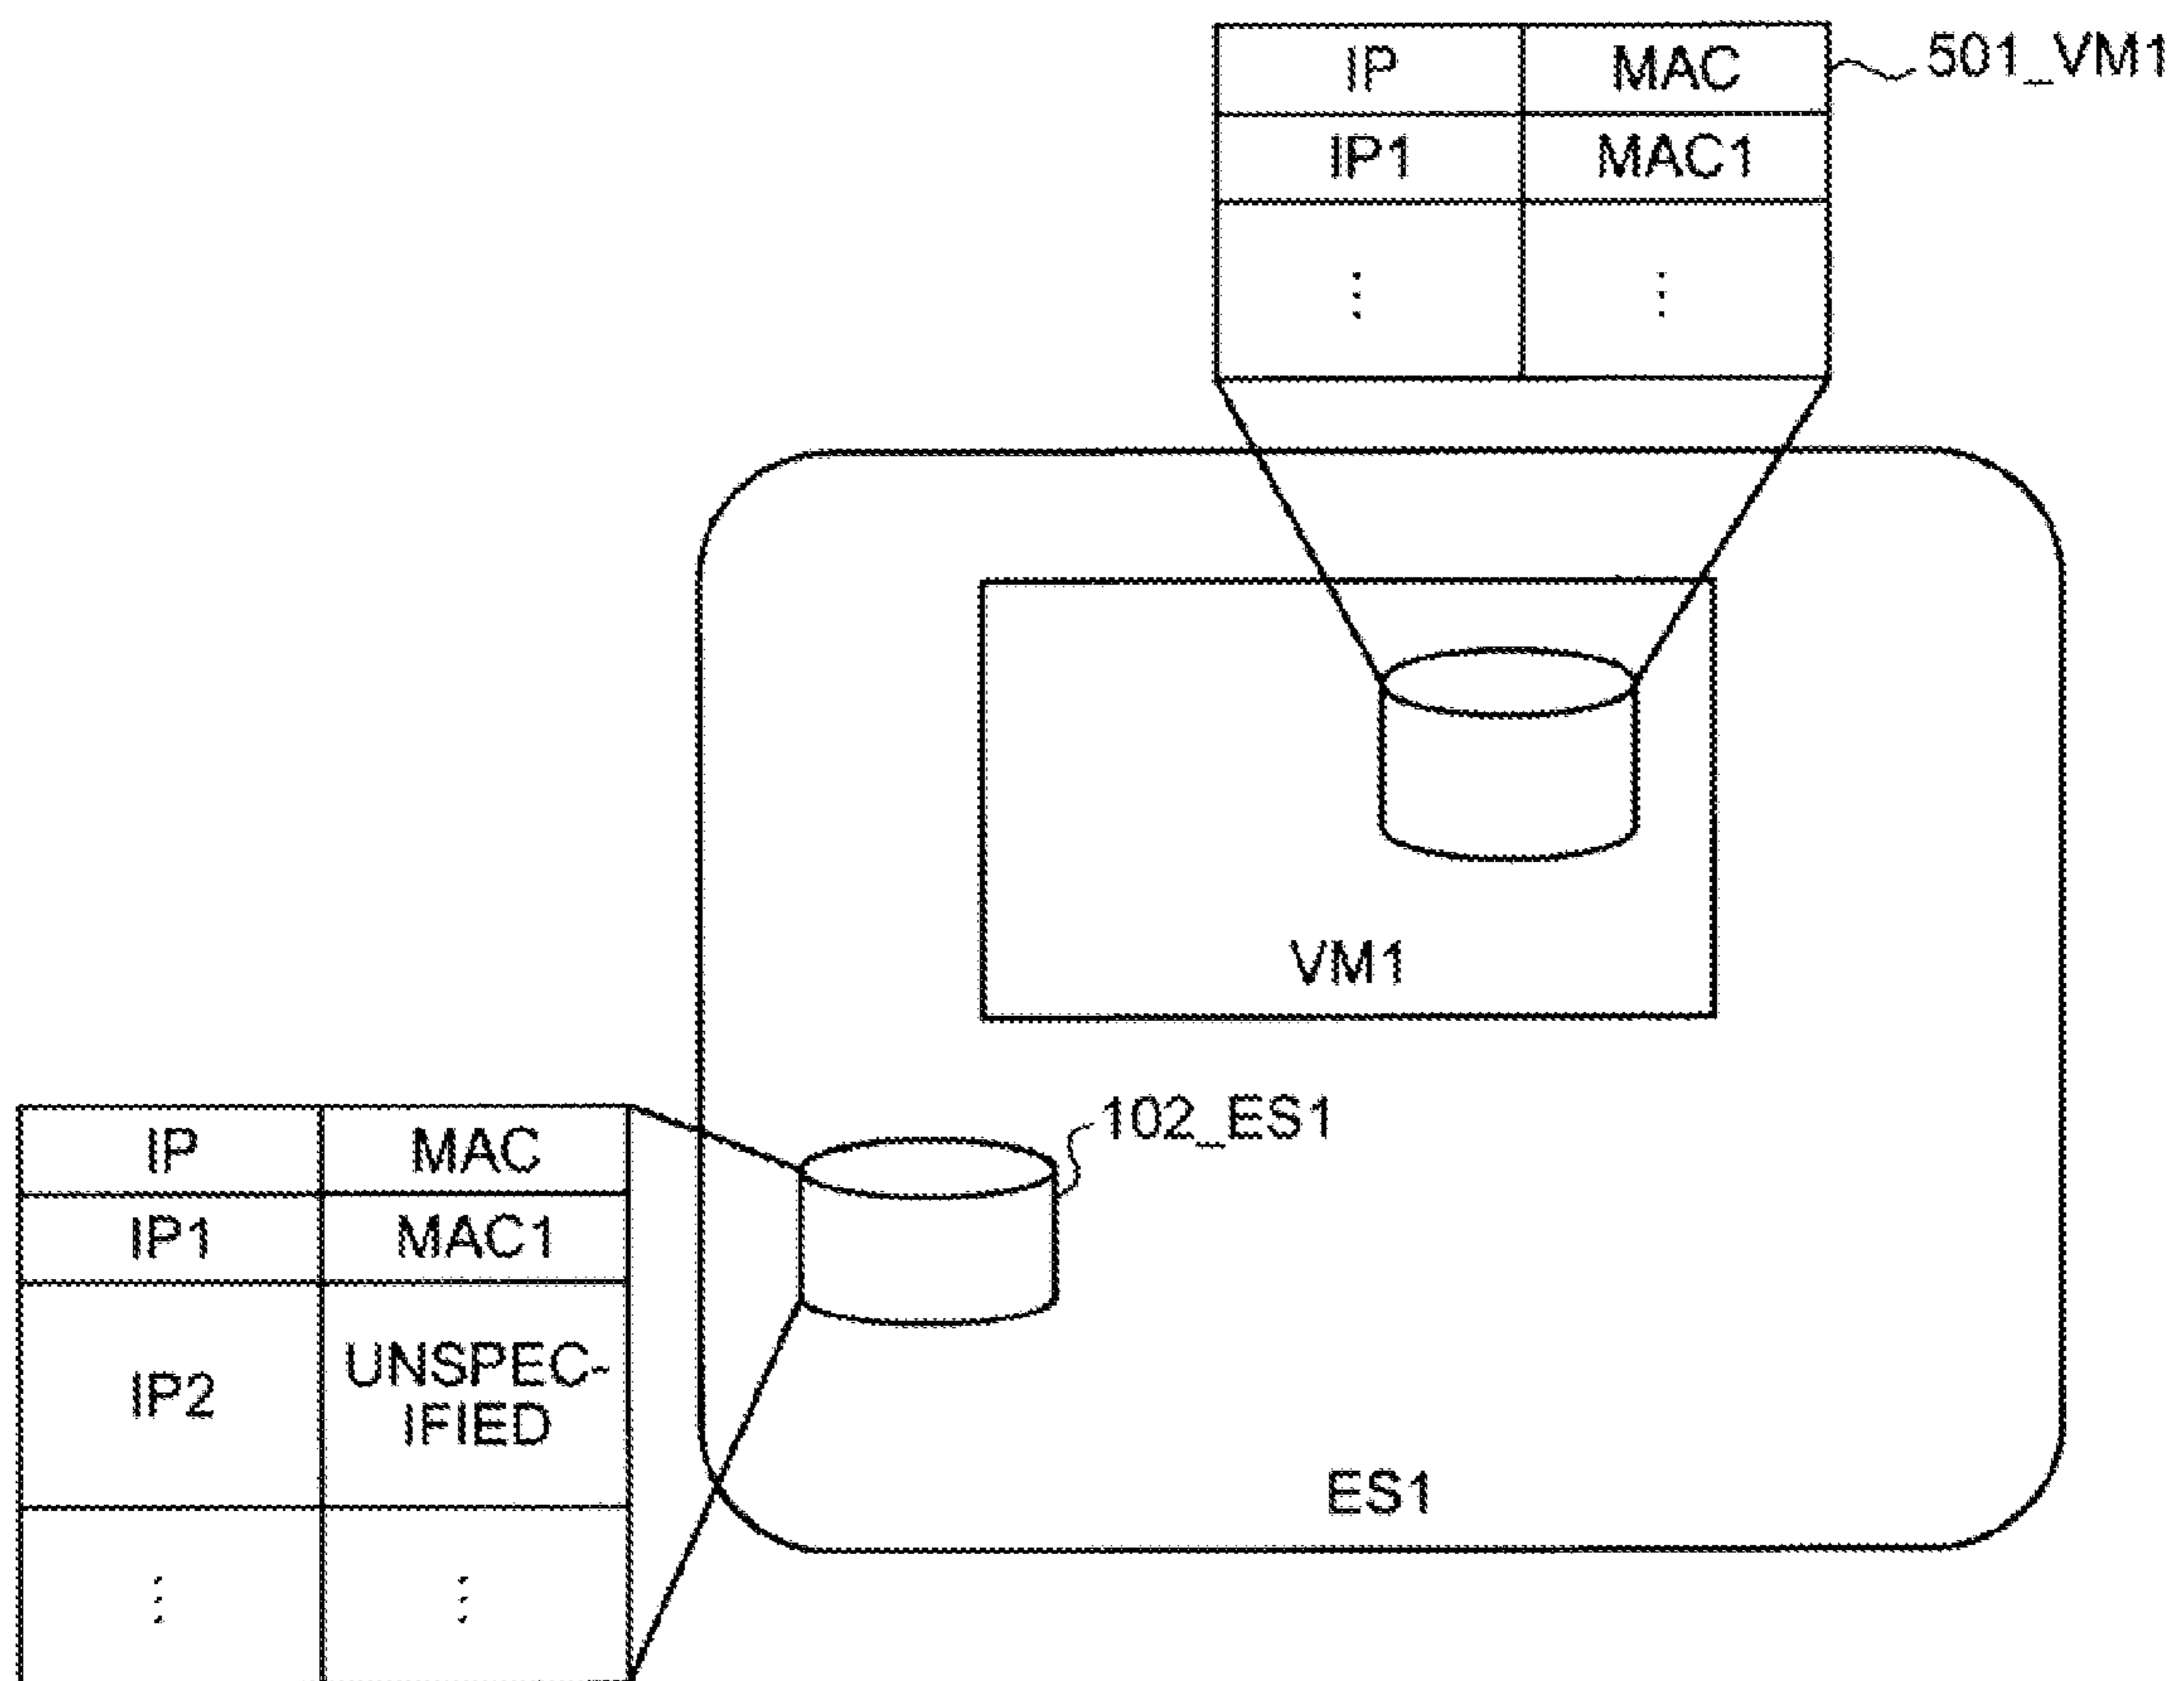 IP MAC 501_VM1
IP1 MAC1
⋮ ⋮
VM1
102_ES1
IP MAC
IP1 MAC1
IP2 UNSPEC-
IFIED
⋮ ⋮
ES1